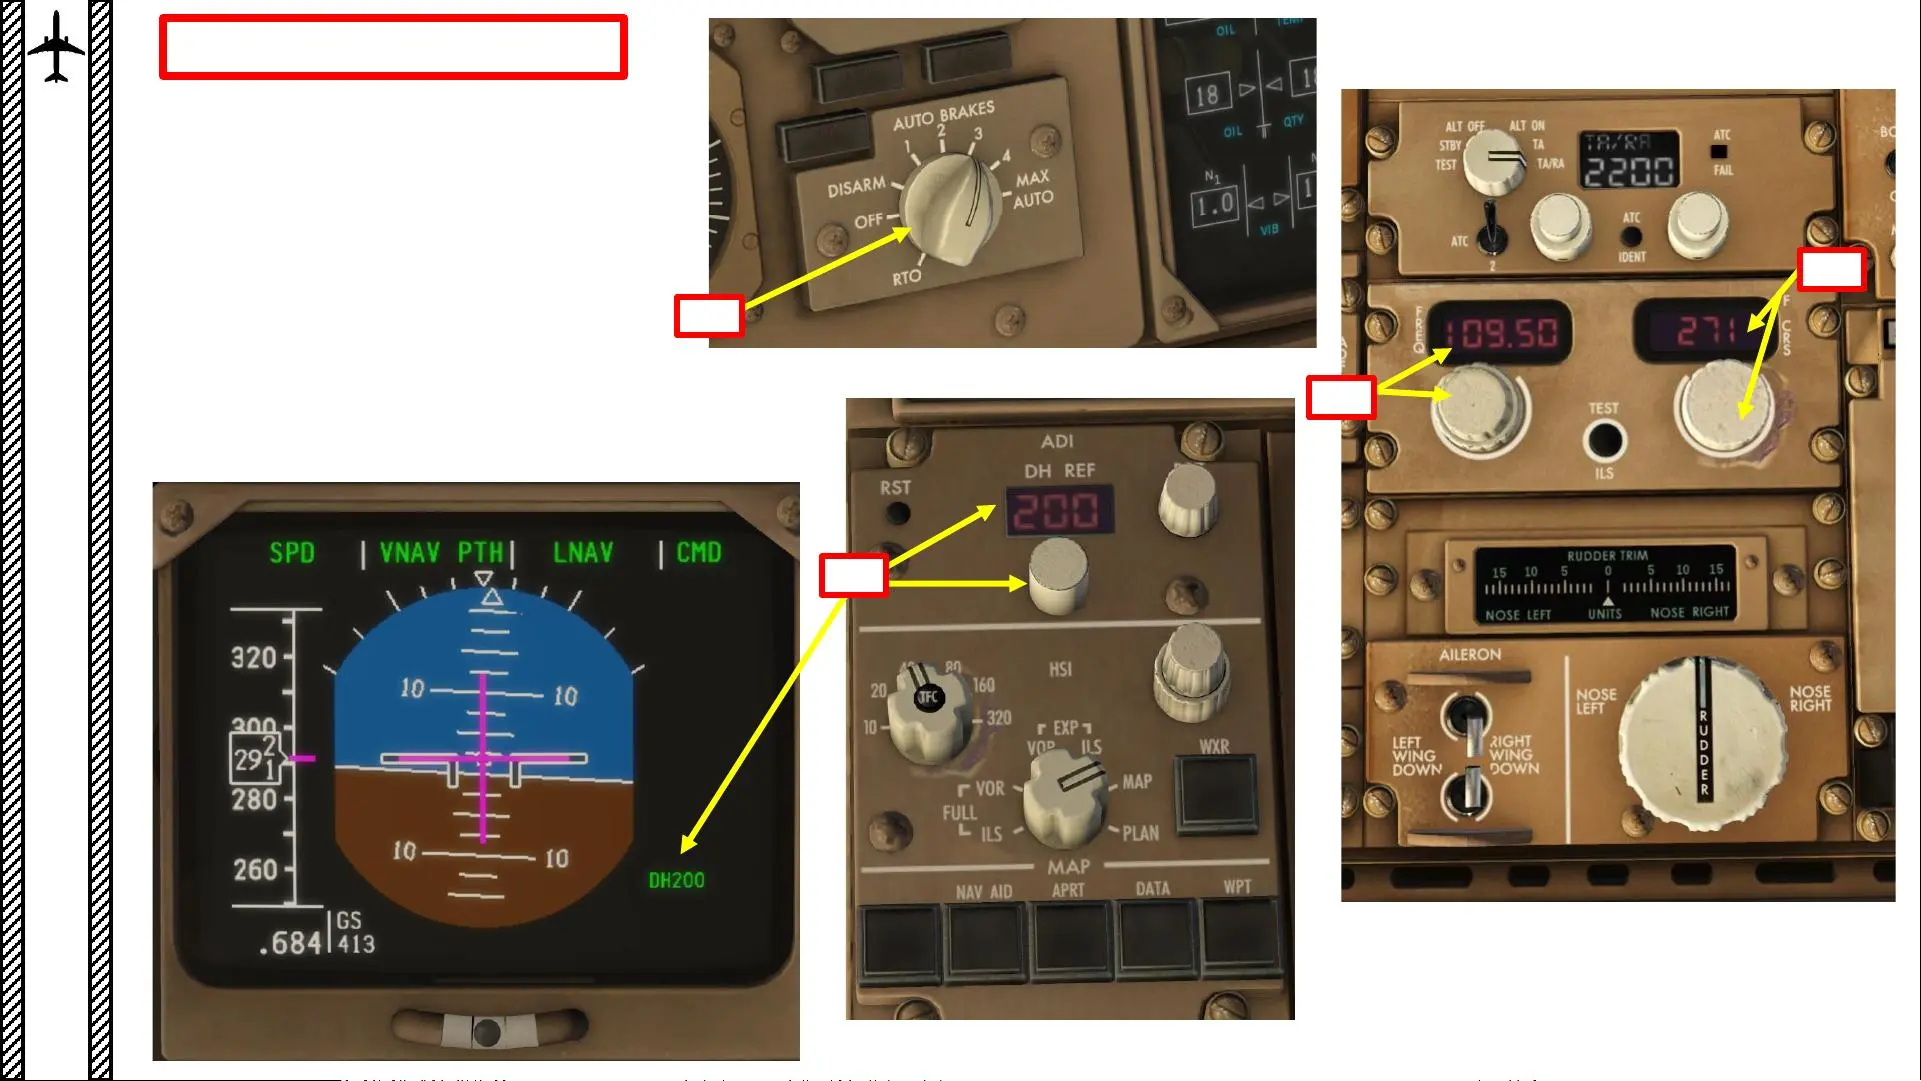 AUTO BRAKES
1
2
3
4
DISARM
MAX
AUTO
OFF
RTO
OIL
18
OIL
QTY
N1
1.0
VIB
ALT OFF
ALT ON
STBY
TA
TEST
TA/RA
TA/RA
2200
ATC
FAIL
ATC
2
ATC
IDENT
FREQ
109.50
271
CRS
TEST
ILS
RUDDER TRIM
15 10 5 0 5 10 15
NOSE LEFT UNITS NOSE RIGHT
AILERON
LEFT
WING
DOWN
RIGHT
WING
DOWN
NOSE
LEFT
NOSE
RIGHT
RUDDER
ADI
DH REF
RST
200
HSI
10
20
40
80
160
320
TFC
EXP
VOR
ILS
VOR
FULL
ILS
MAP
PLAN
WXR
MAP
NAV AID
APRT
DATA
WPT
SPD
VNAV PTH
LNAV
CMD
320
300
29
2
1
280
260
10
10
10
10
DH200
.684
GS
413